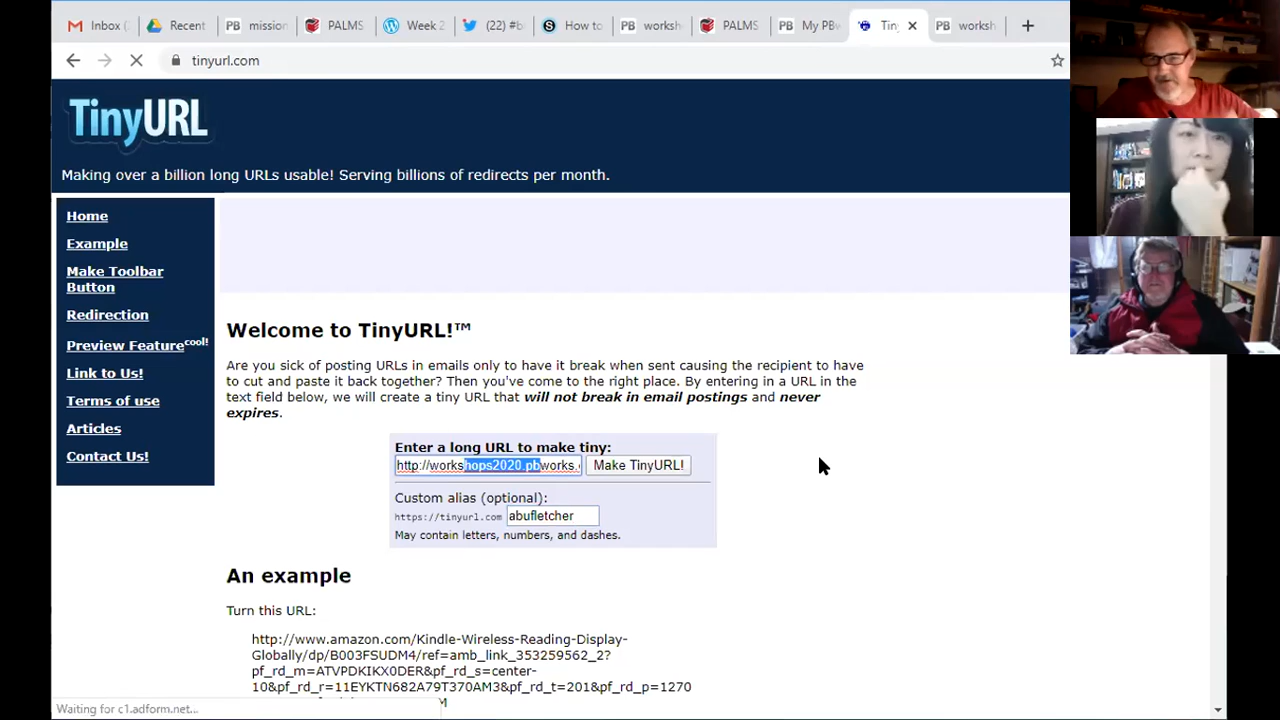 Inbox (
Recent
PB mission
PALMS
Week 2
(22) #b
How to
PB worksh
PALMS
PB My PBw
Tiny
PB worksh
tinyurl.com
TinyURL
Making over a billion long URLs usable! Serving billions of redirects per month.
Home
Example
Make Toolbar
Button
Redirection
Preview Feature cool!
Link to Us!
Terms of use
Articles
Contact Us!
Welcome to TinyURL!™
Are you sick of posting URLs in emails only to have it break when sent causing the recipient to have
to cut and paste it back together? Then you've come to the right place. By entering in a URL in the
text field below, we will create a tiny URL that will not break in email postings and never
expires.
Enter a long URL to make tiny:
http://workshops2020.pbworks.
Make TinyURL!
Custom alias (optional):
https://tinyurl.com abufletcher
May contain letters, numbers, and dashes.
An example
Turn this URL:
http://www.amazon.com/Kindle-Wireless-Reading-Display-
Globally/dp/B003FSUDM4/ref=amb_link_353259562_2?
pf_rd_m=ATVPDKIKX0DER&pf_rd_s=center-
10&pf_rd_r=11EYKTN682A79T370AM3&pf_rd_t=201&pf_rd_p=1270
Waiting for c1.adform.net...